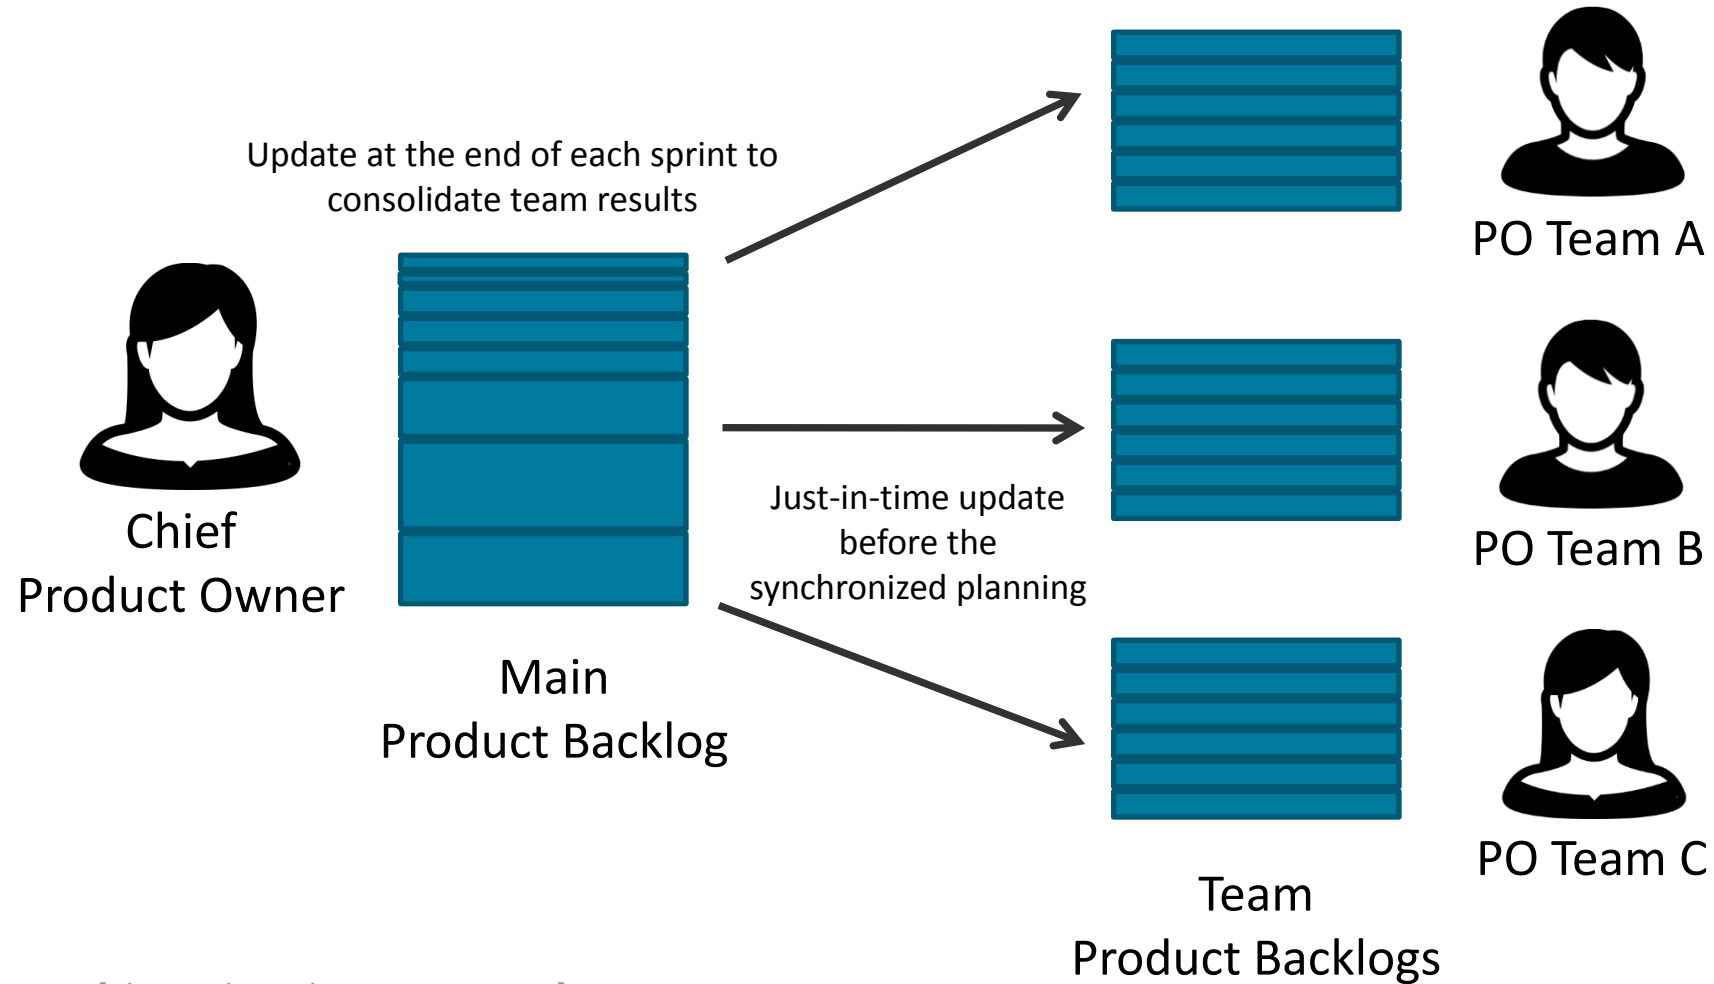 Update at the end of each sprint to
consolidate team results
Chief
Product Owner
Main
Product Backlog
Just-in-time update
before the
synchronized planning
PO Team A
PO Team B
PO Team C
Team
Product Backlogs